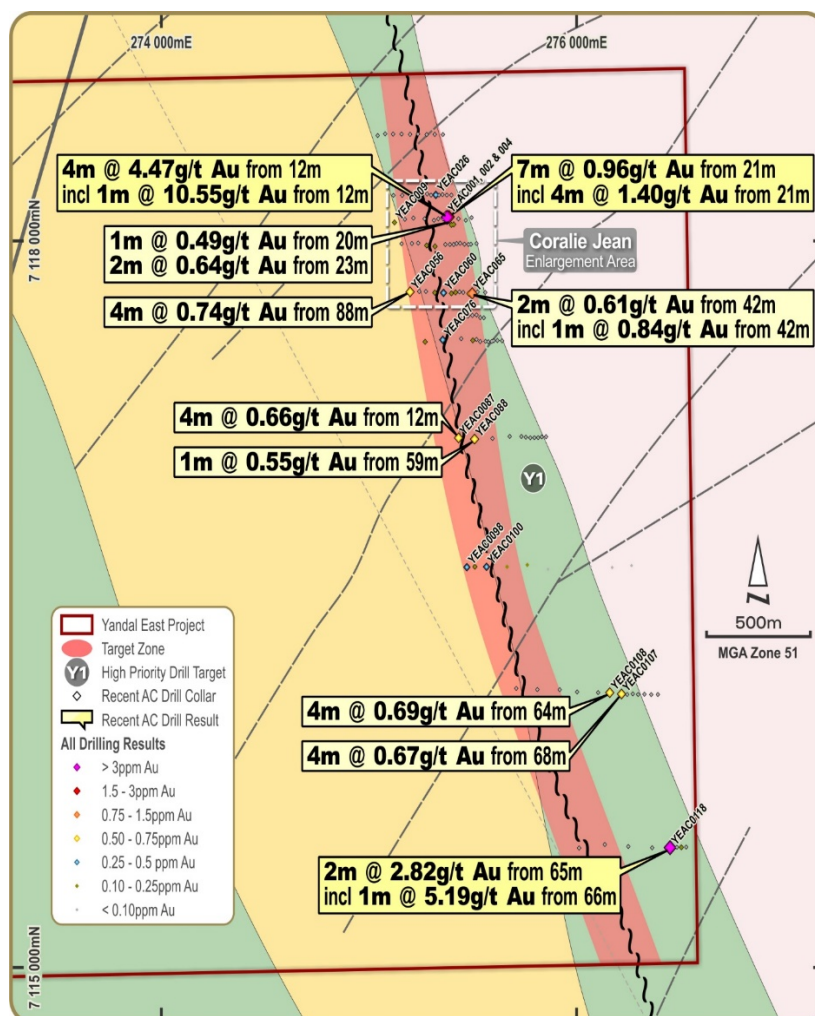 274 000mE
276 000mE
7 118 000mN
7 115 000mN
4m @ 4.47g/t Au from 12m
incl 1m @ 10.55g/t Au from 12m
7m @ 0.96g/t Au from 21m
incl 4m @ 1.40g/t Au from 21m
YEAC009
YEAC026
YEAC001, 002 & 004
1m @ 0.49g/t Au from 20m
2m @ 0.64g/t Au from 23m
Coralie Jean
Enlargement Area
YEAC056
YEAC060
YEAC065
4m @ 0.74g/t Au from 88m
2m @ 0.61g/t Au from 42m
incl 1m @ 0.84g/t Au from 42m
YEAC076
4m @ 0.66g/t Au from 12m
YEAC0087
YEAC088
1m @ 0.55g/t Au from 59m
Y1
YEAC0098
YEAC0100
N
500m
MGA Zone 51
YEAC0108
YEAC0107
4m @ 0.69g/t Au from 64m
4m @ 0.67g/t Au from 68m
YEAC0118
2m @ 2.82g/t Au from 65m
incl 1m @ 5.19g/t Au from 66m
Yandal East Project
Target Zone
Y1 High Priority Drill Target
Recent AC Drill Collar
Recent AC Drill Result
All Drilling Results
> 3ppm Au
1.5 - 3ppm Au
0.75 - 1.5ppm Au
0.50 - 0.75ppm Au
0.25 - 0.5 ppm Au
0.10 - 0.25ppm Au
< 0.10ppm Au